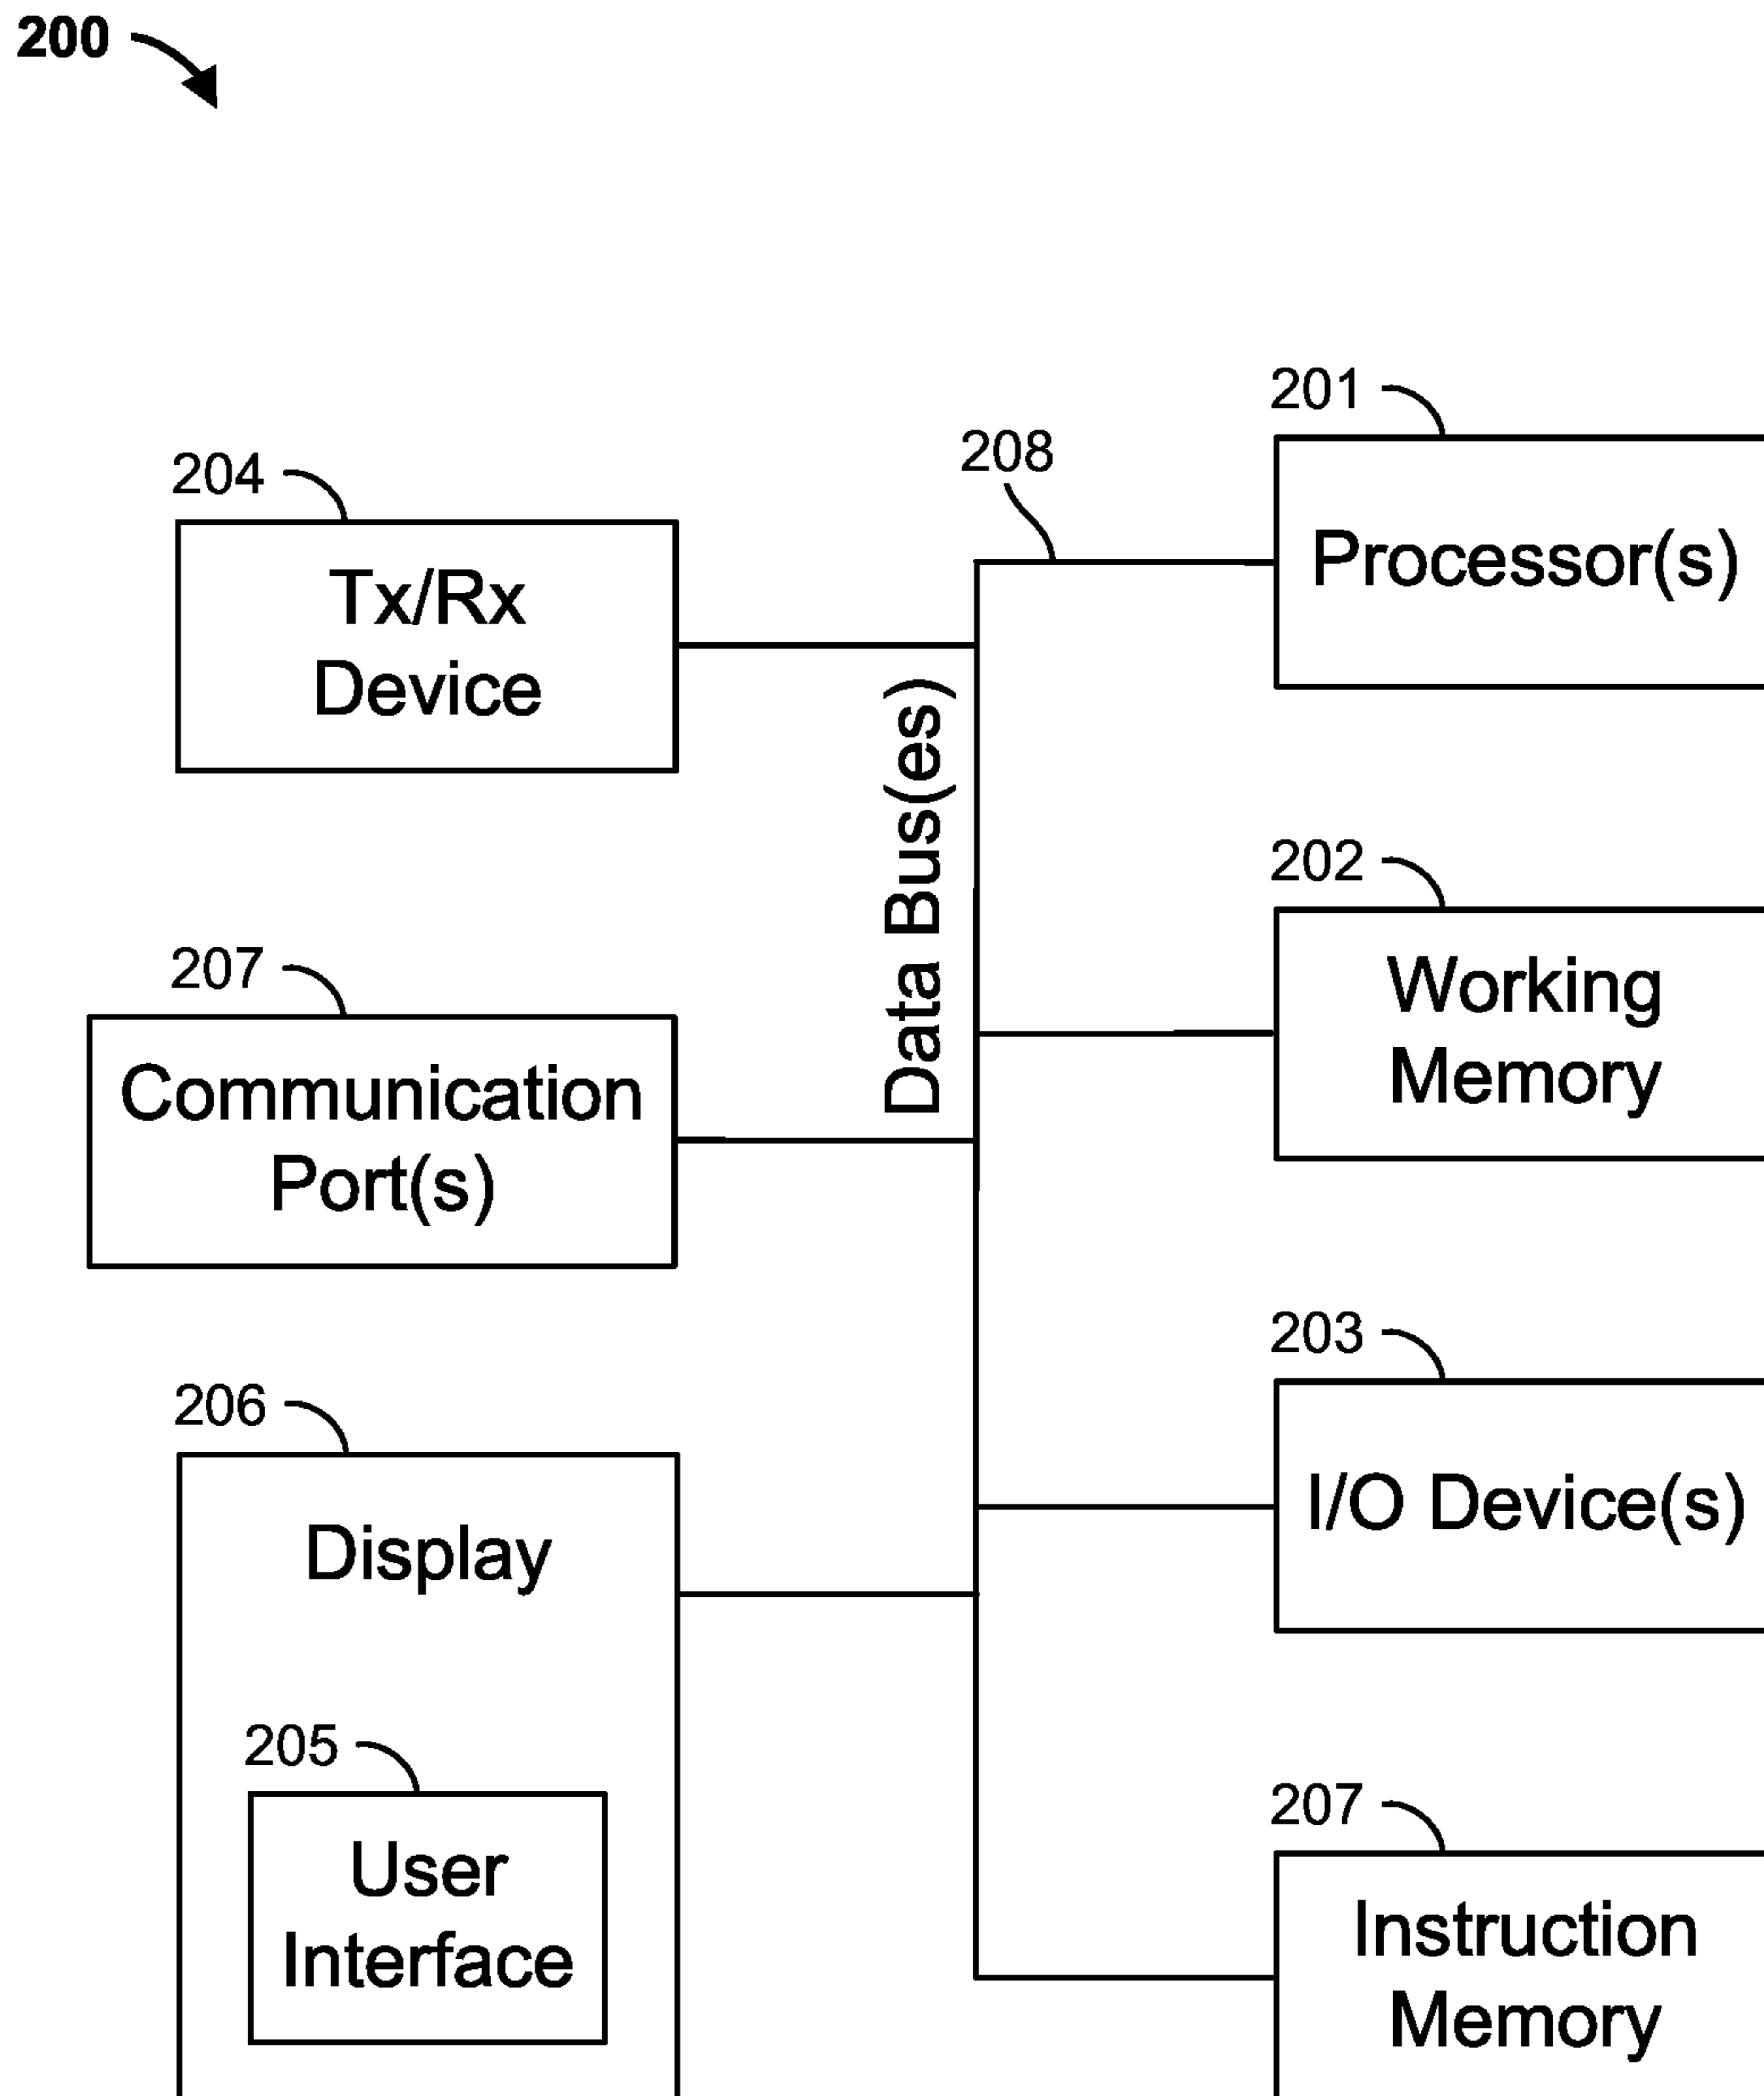 200
201
Processor(s)
208
204
Tx/Rx
Device
Data Bus(es)
202
Working
Memory
207
Communication
Port(s)
203
I/O Device(s)
206
Display
205
User
Interface
207
Instruction
Memory